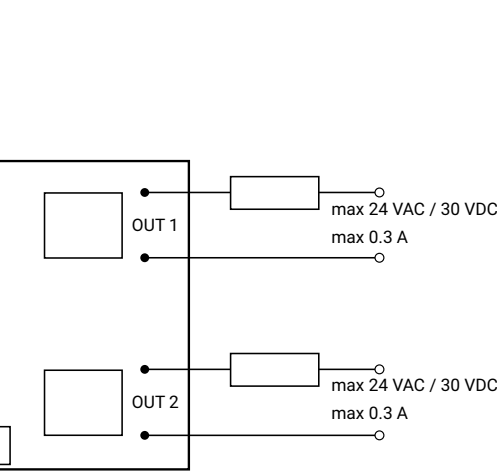 OUT 1
max 24 VAC / 30 VDC
max 0.3 A
OUT 2
max 24 VAC / 30 VDC
max 0.3 A